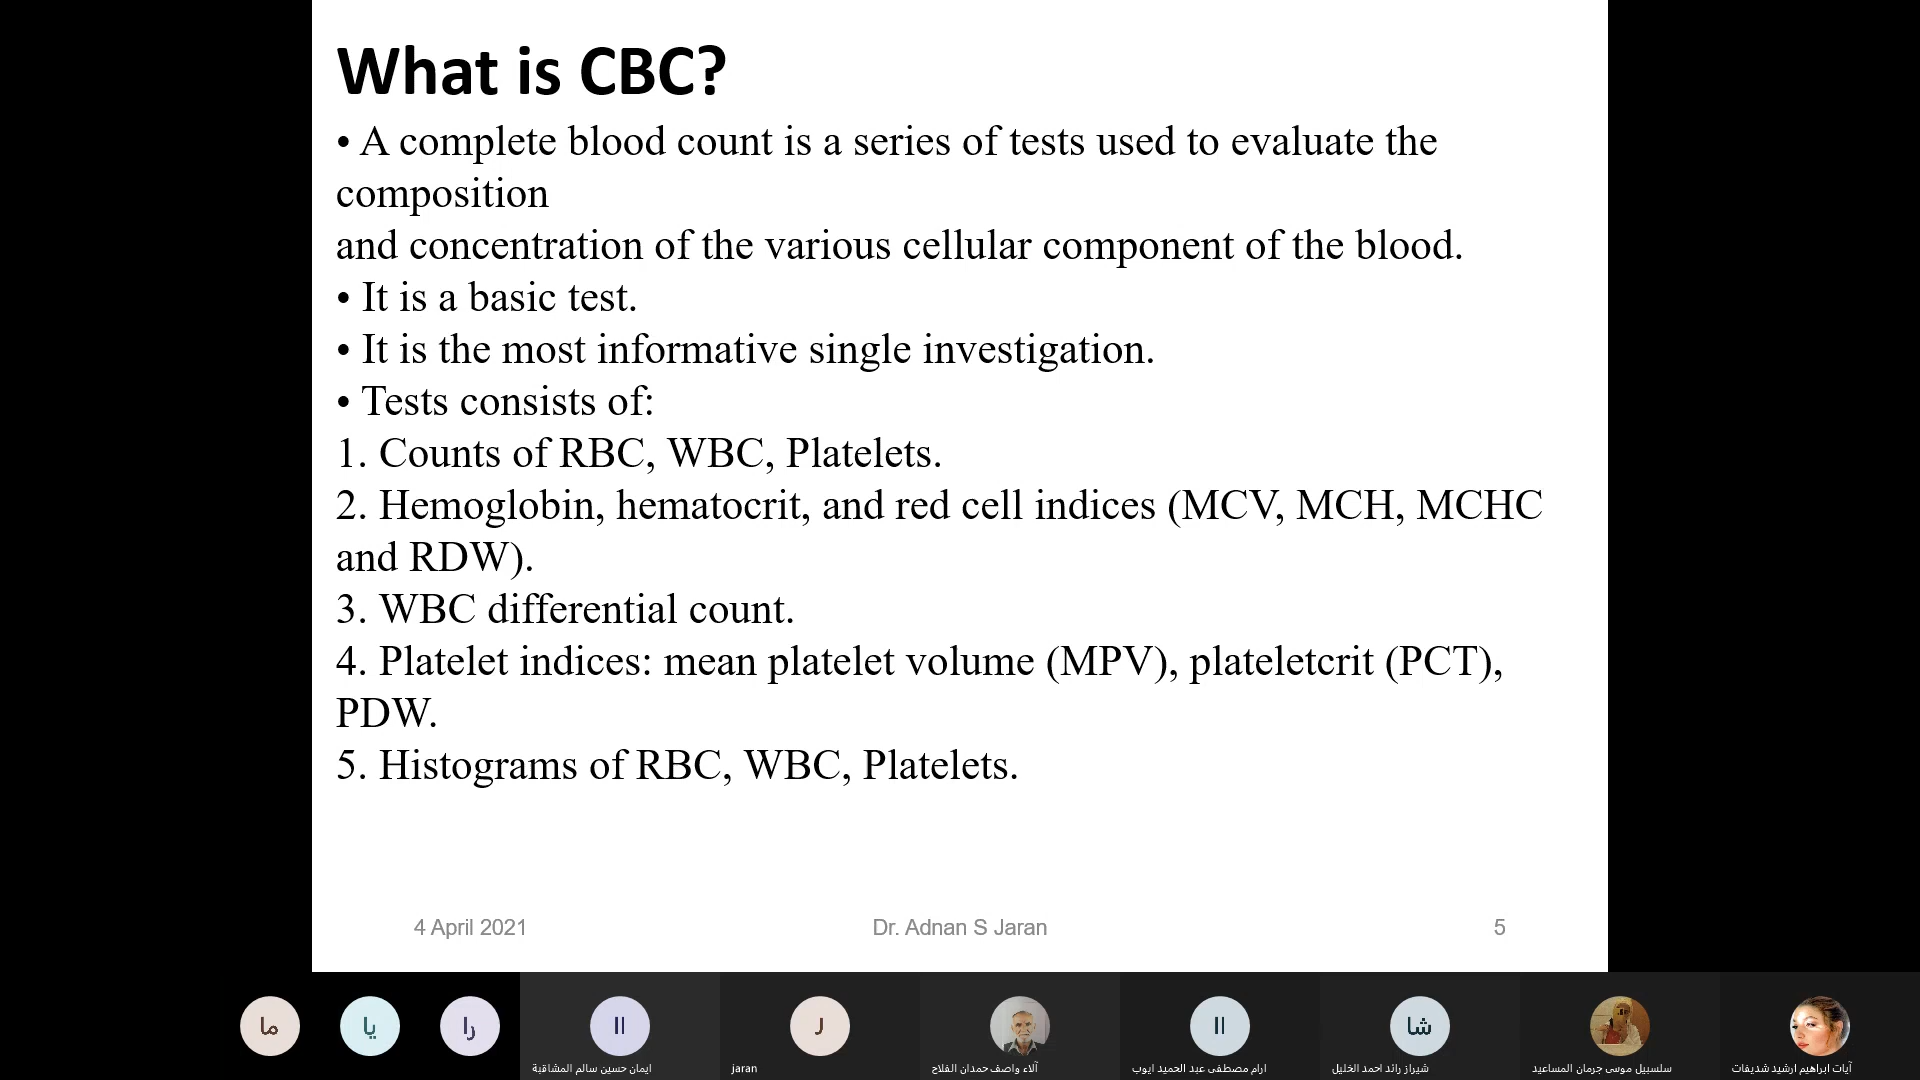 What is CBC?
• A complete blood count is a series of tests used to evaluate the
composition
and concentration of the various cellular component of the blood.
• It is a basic test.
• It is the most informative single investigation.
• Tests consists of:
1. Counts of RBC, WBC, Platelets.
2. Hemoglobin, hematocrit, and red cell indices (MCV, MCH, MCHC
and RDW).
3. WBC differential count.
4. Platelet indices: mean platelet volume (MPV), plateletcrit (PCT),
PDW.
5. Histograms of RBC, WBC, Platelets.
4 April 2021
Dr. Adnan S Jaran
5
ما
يا
را
اا
J
اا
شا
ايمان حسين سالم المشاقبة
jaran
آلاء واصف حمدان الفلاح
ارام مصطفى عبد الحميد ايوب
شيراز رائد احمد الخليل
سلسبيل موسى جرمان المساعيد
آيات ابراهيم ارشيد شديفات